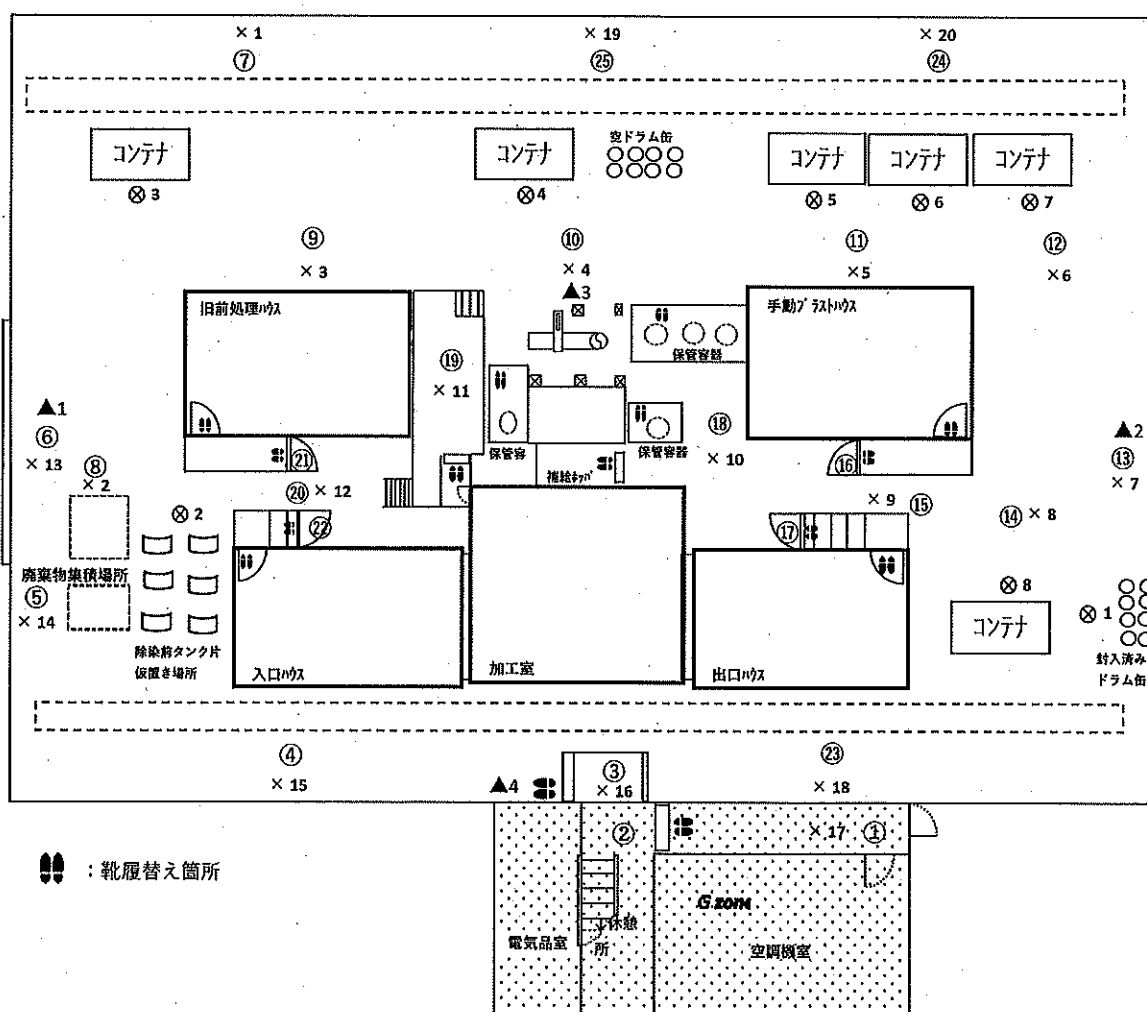 × 1
× 19
× 20
⑦
㉕
㉔
コンテナ
コンテナ
空ドラム缶
コンテナ
コンテナ
コンテナ
⊗ 3
⊗ 4
⊗ 5
⊗ 6
⊗ 7
⑨
⑩
⑪
⑫
× 3
× 4
× 5
× 6
▲3
旧前処理ハウス
手動ブラストハウス
保管容器
⑲
× 11
▲1
⑥
× 13
⑱
▲2
⑬
× 7
保管容
保管容器
× 10
⑧
× 2
㉑
⑯
⑳
× 12
× 9
⑮
⑭
× 8
⊗ 2
㉒
⑰
廃棄物集積場所
⑤
× 14
⊗ 8
⊗ 1
コンテナ
除染前タンク片
仮置き場所
入口ハウス
加工室
出口ハウス
封入済み
ドラム缶
④
× 15
▲4
③
× 16
㉓
× 18
②
× 17
①
：靴履替え箇所
G zone
休憩
所
電気品室
空調機室